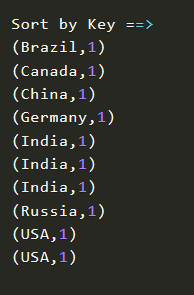 Sort by Key ==>
(Brazil,1)
(Canada,1)
(China,1)
(Germany,1)
(India,1)
(India,1)
(India,1)
(Russia,1)
(USA,1)
(USA,1)